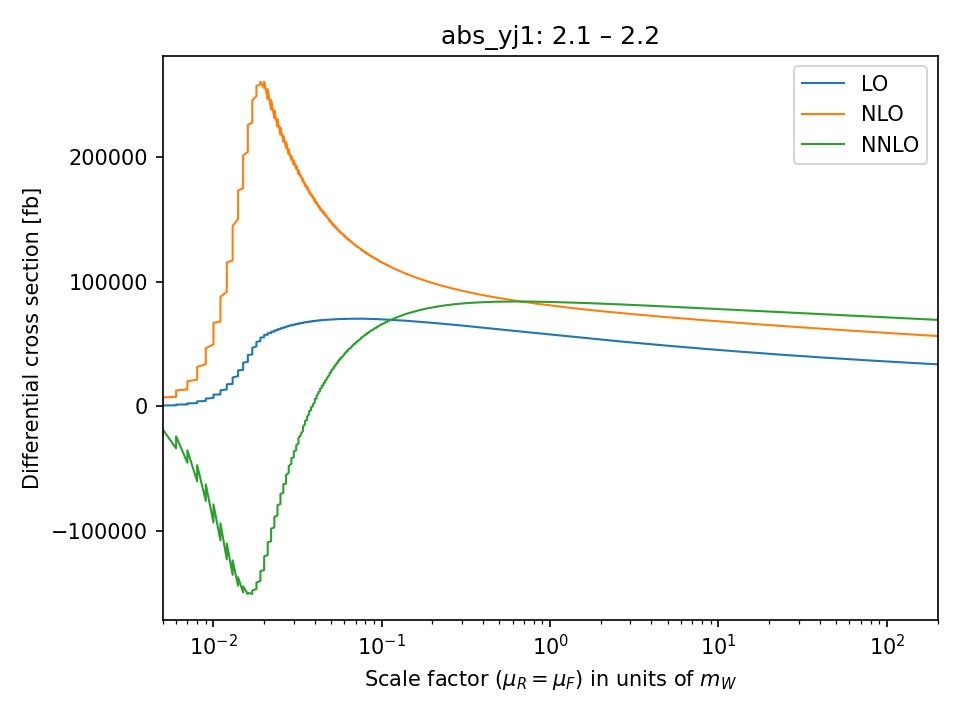 abs_yj1: 2.1 – 2.2
LO
NLO
NNLO
200000
100000
0
−100000
Differential cross section [fb]
10⁻²
10⁻¹
10⁰
10¹
10²
Scale factor (μ_R = μ_F) in units of m_W